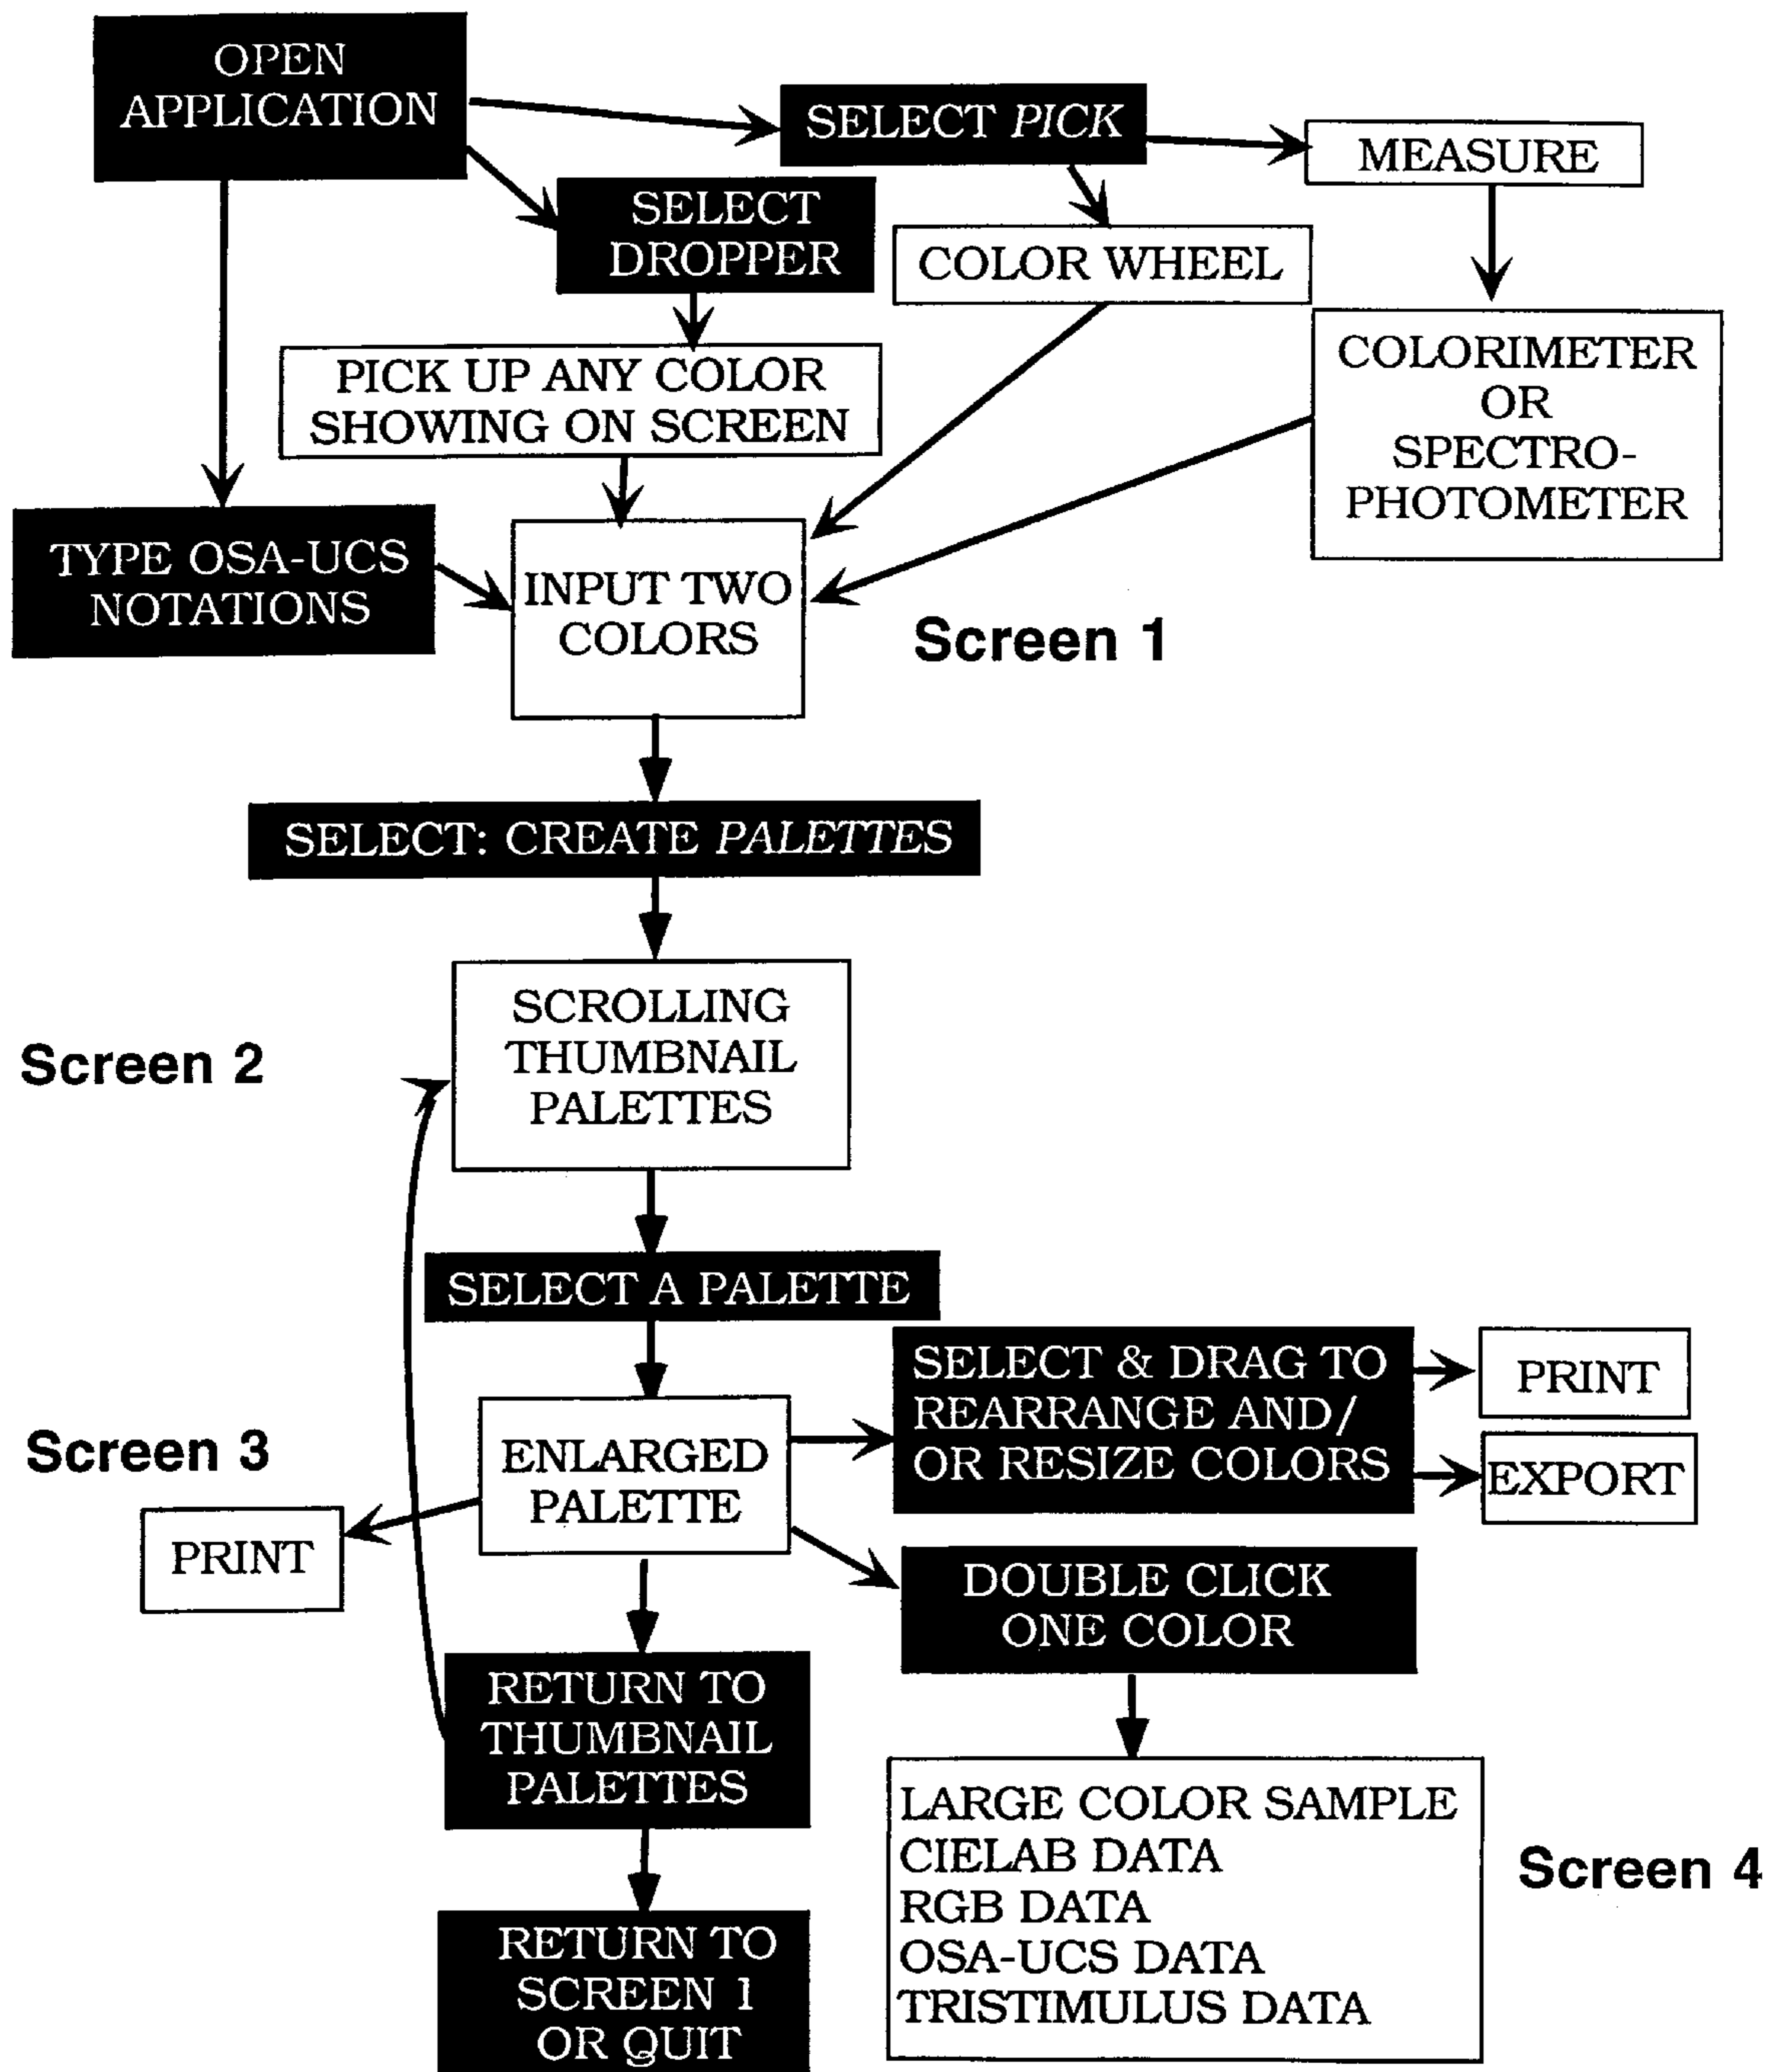 OPEN
APPLICATION
SELECT PICK
MEASURE
SELECT
DROPPER
COLOR WHEEL
PICK UP ANY COLOR
SHOWING ON SCREEN
COLORIMETER
OR
SPECTRO-
PHOTOMETER
TYPE OSA-UCS
NOTATIONS
INPUT TWO
COLORS
Screen 1
SELECT: CREATE PALETTES
SCROLLING
THUMBNAIL
PALETTES
Screen 2
SELECT A PALETTE
SELECT & DRAG TO
REARRANGE AND/
OR RESIZE COLORS
PRINT
EXPORT
Screen 3
ENLARGED
PALETTE
PRINT
DOUBLE CLICK
ONE COLOR
RETURN TO
THUMBNAIL
PALETTES
LARGE COLOR SAMPLE
CIELAB DATA
RGB DATA
OSA-UCS DATA
TRISTIMULUS DATA
Screen 4
RETURN TO
SCREEN 1
OR QUIT